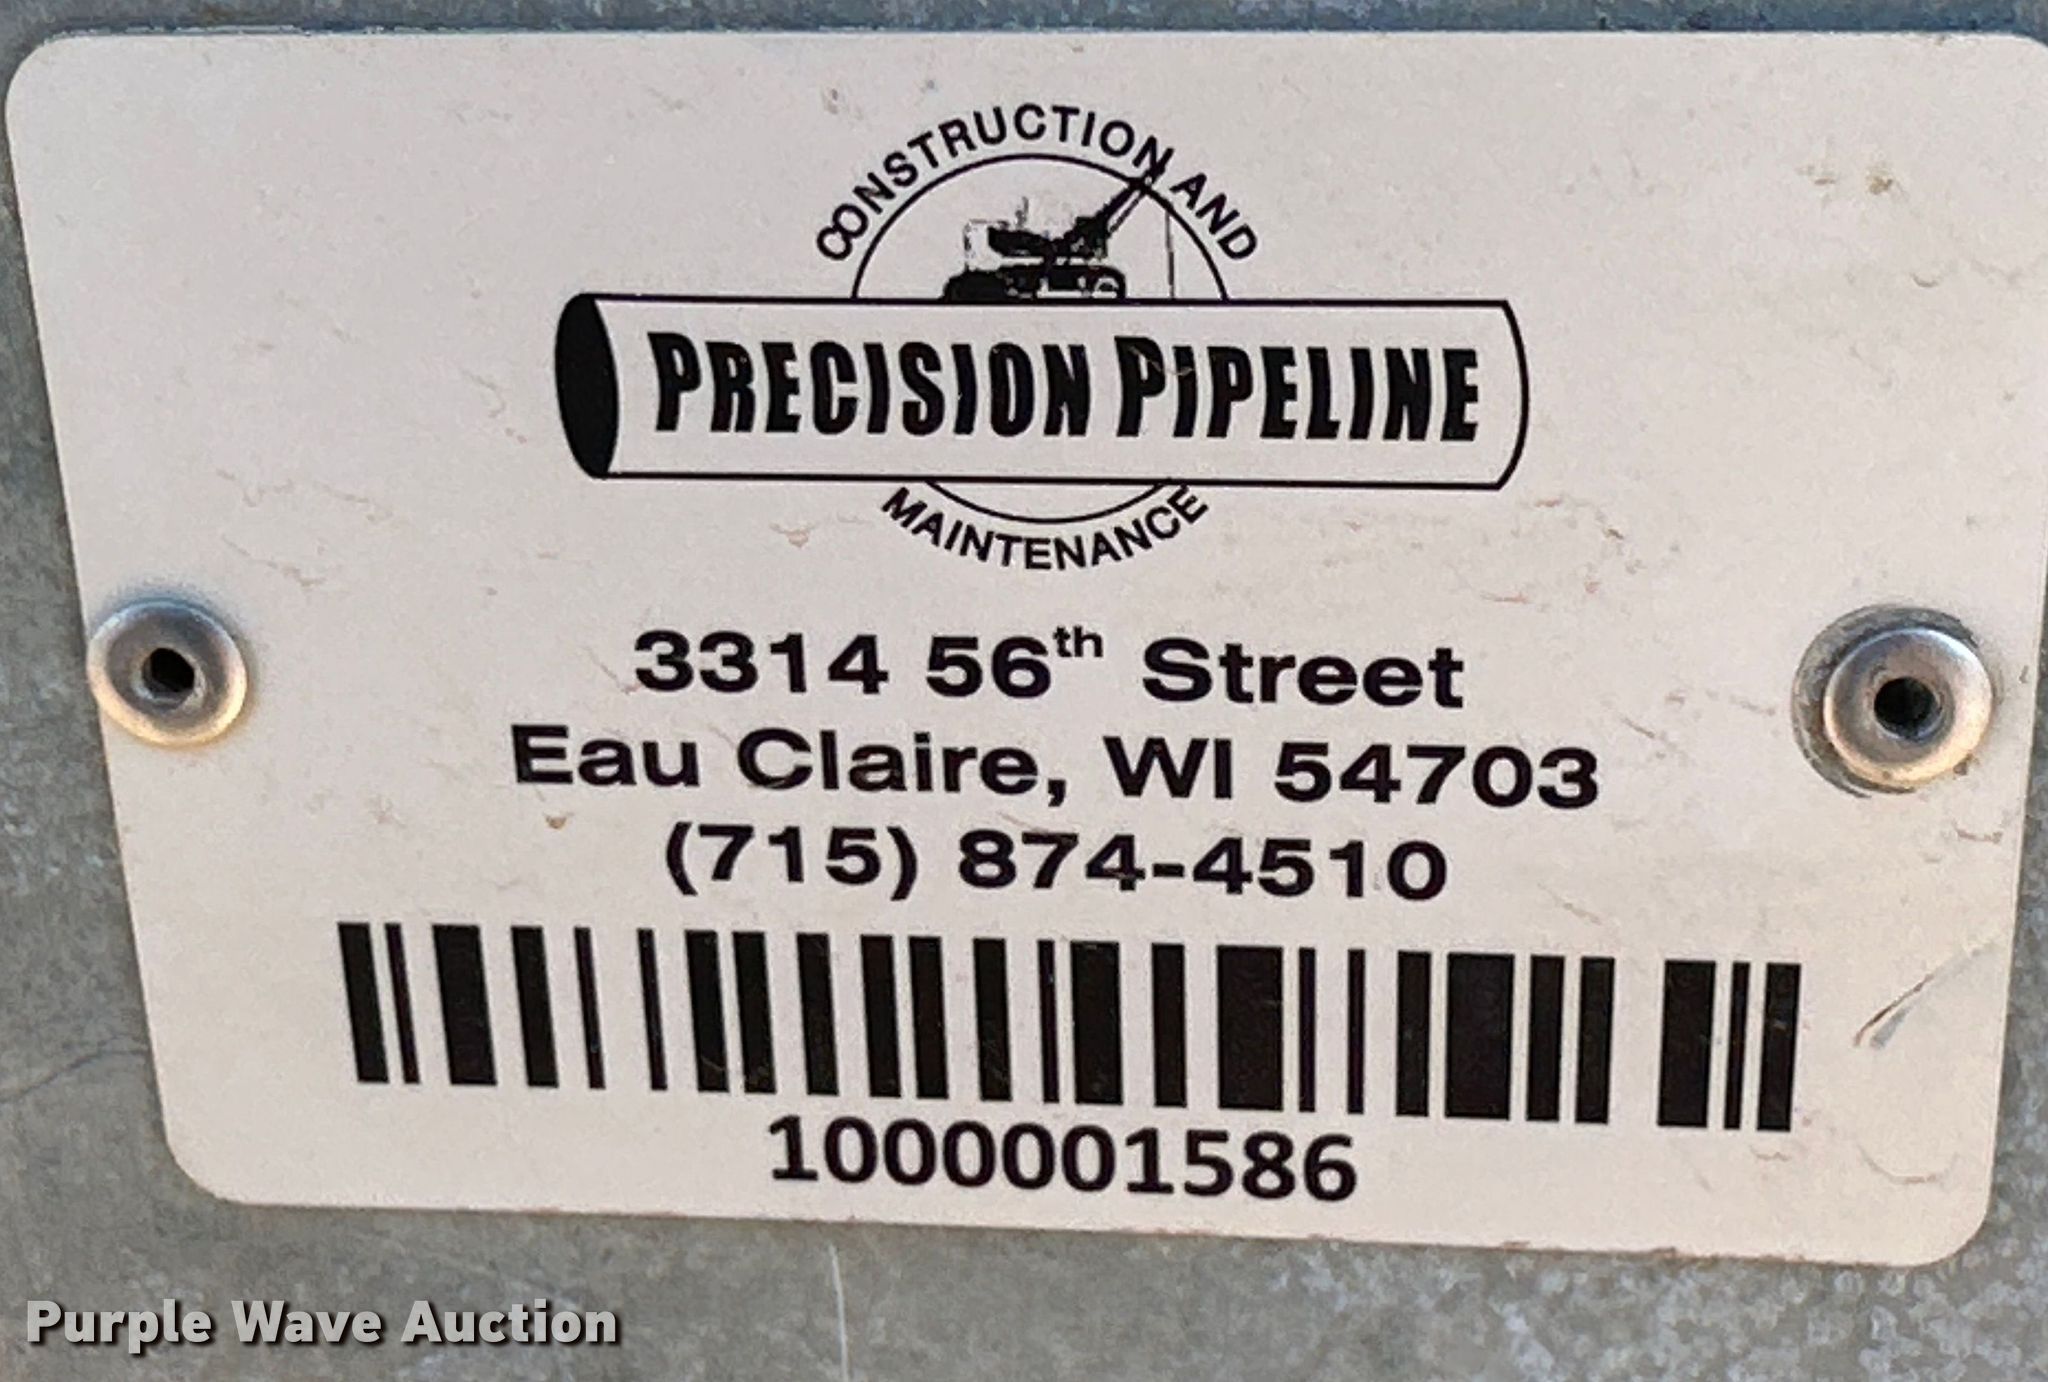 CONSTRUCTION AND
PRECISION PIPELINE
MAINTENANCE
3314 56th Street
Eau Claire, WI 54703
(715) 874-4510
1000001586
Purple Wave Auction